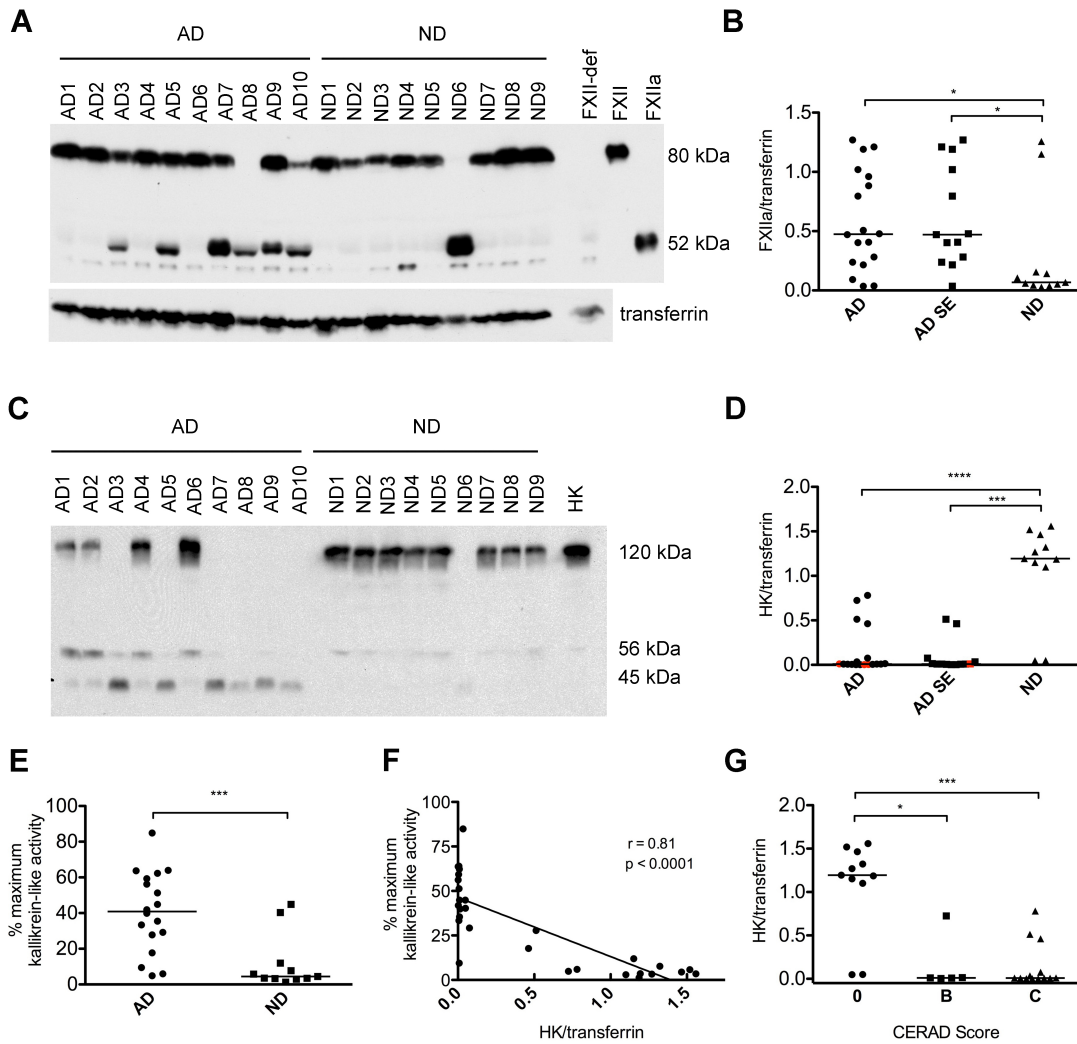 A
AD
ND
AD1 AD2 AD3 AD4 AD5 AD6 AD7 AD8 AD9 AD10 ND1 ND2 ND3 ND4 ND5 ND6 ND7 ND8 ND9 FXII-def FXII FXIIa
80 kDa
52 kDa
transferrin
B
FXIIa/transferrin
1.5
1.0
0.5
0.0
*
*
AD
AD SE
ND
C
AD
ND
AD1 AD2 AD3 AD4 AD5 AD6 AD7 AD8 AD9 AD10 ND1 ND2 ND3 ND4 ND5 ND6 ND7 ND8 ND9 HK
120 kDa
56 kDa
45 kDa
D
HK/transferrin
2.0
1.5
1.0
0.5
0.0
****
***
AD
AD SE
ND
E
% maximum
kallikrein-like activity
100
80
60
40
20
0
***
AD
ND
F
% maximum
kallikrein-like activity
100
75
50
25
0
r = 0.81
p < 0.0001
0.0
0.5
1.0
1.5
HK/transferrin
G
HK/transferrin
2.0
1.5
1.0
0.5
0.0
***
*
0
B
C
CERAD Score